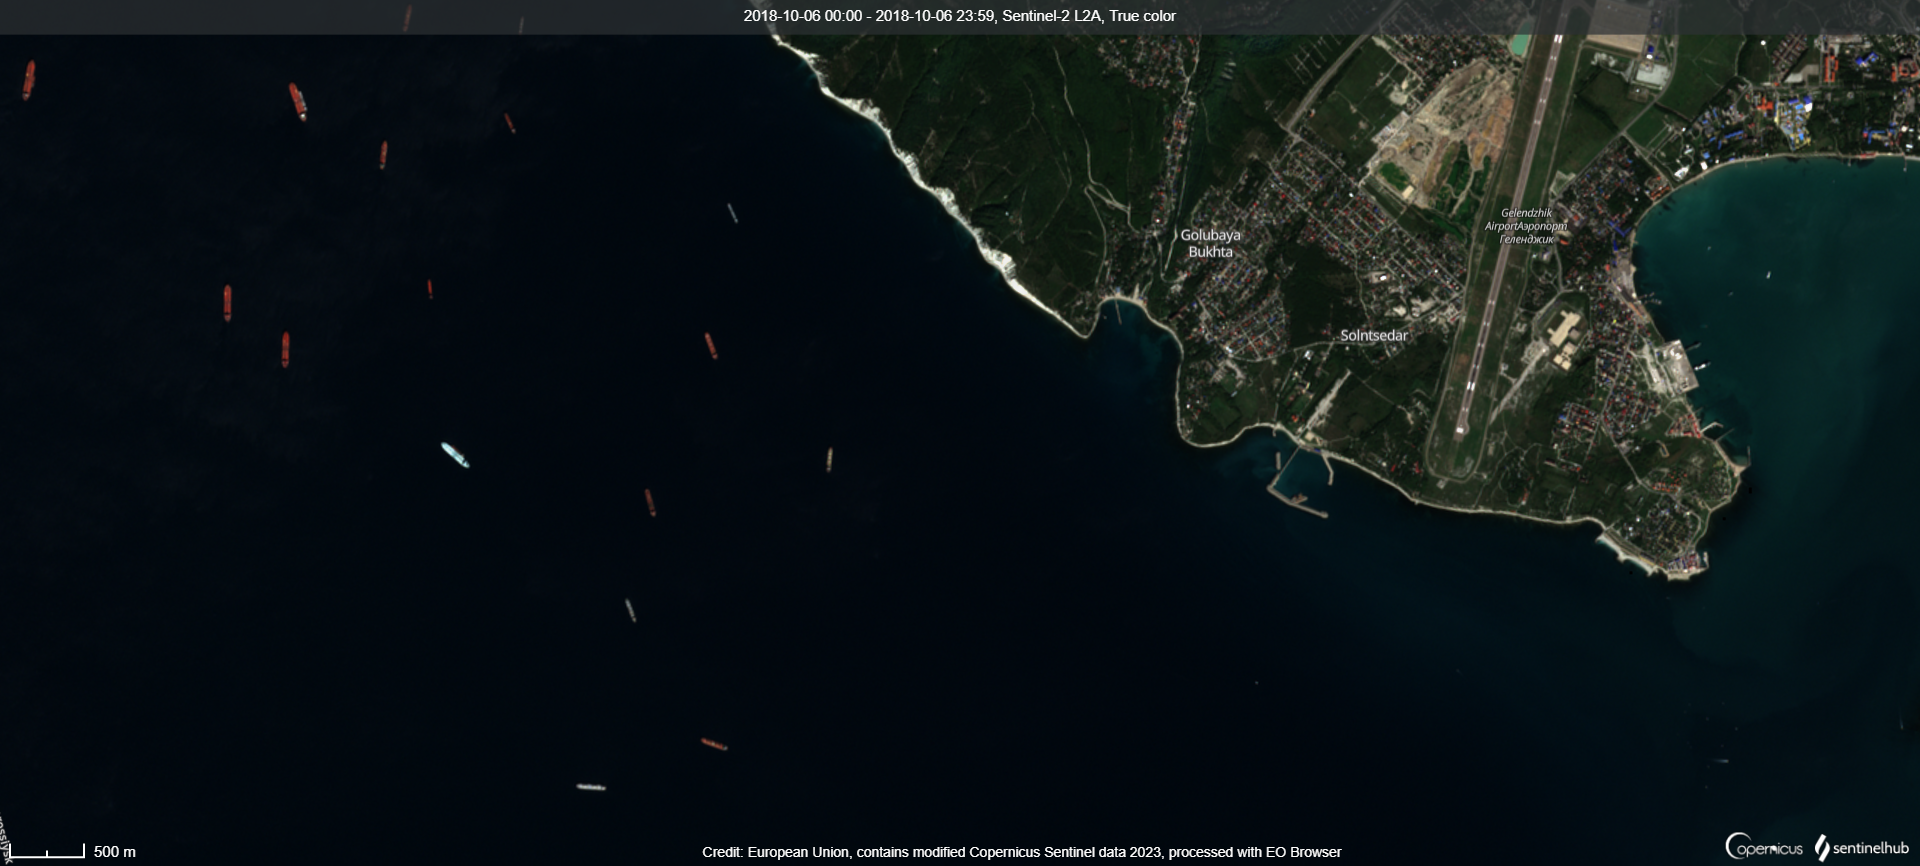 2018-10-06 00:00 - 2018-10-06 23:59, Sentinel-2 L2A, True color
Gelendzhik
AirportАэропорт
Геленджик
Golubaya
Bukhta
Solntsedar
500 m
Credit: European Union, contains modified Copernicus Sentinel data 2023, processed with EO Browser
Copernicus
sentinelhub